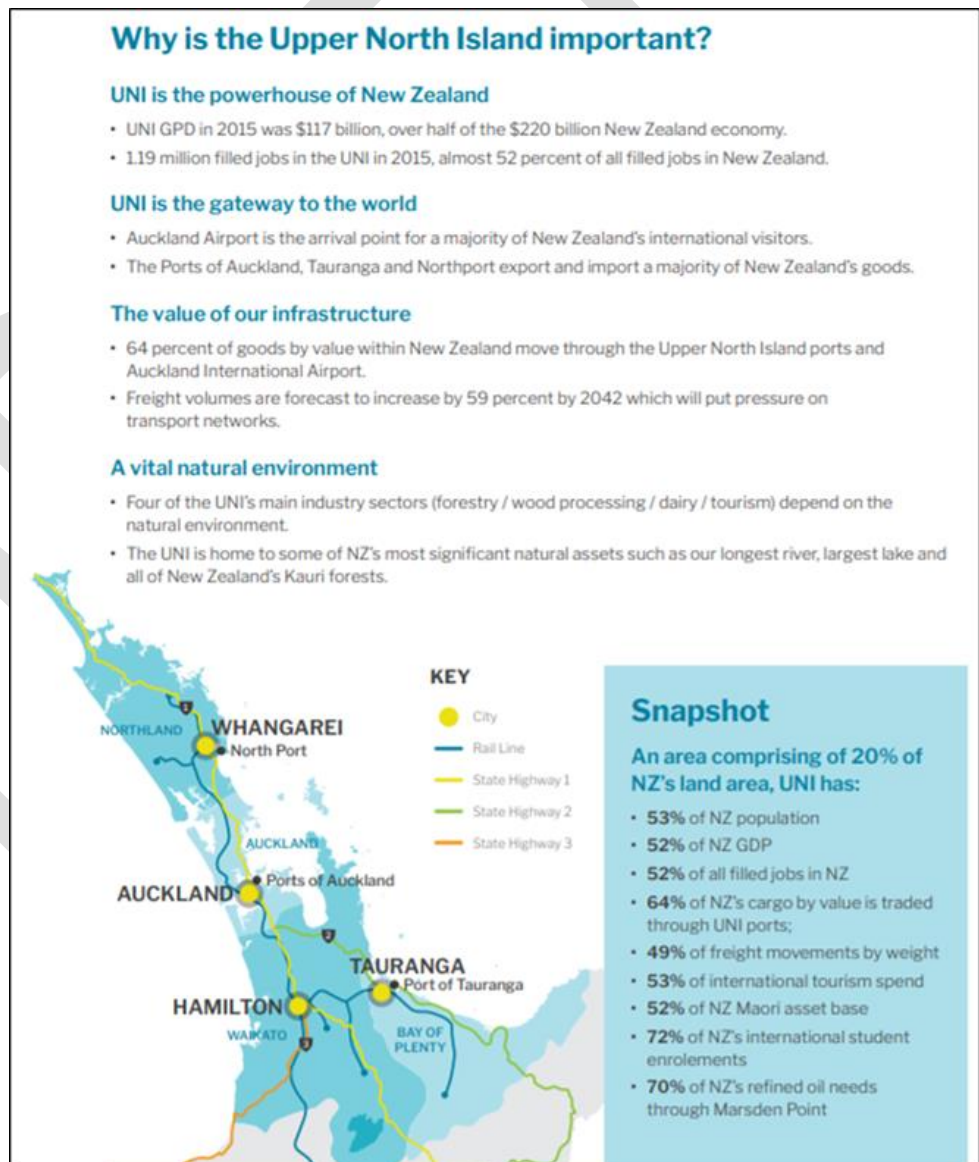 Why is the Upper North Island important?
UNI is the powerhouse of New Zealand
• UNI GPD in 2015 was $117 billion, over half of the $220 billion New Zealand economy.
• 1.19 million filled jobs in the UNI in 2015, almost 52 percent of all filled jobs in New Zealand.
UNI is the gateway to the world
• Auckland Airport is the arrival point for a majority of New Zealand's international visitors.
• The Ports of Auckland, Tauranga and Northport export and import a majority of New Zealand's goods.
The value of our infrastructure
• 64 percent of goods by value within New Zealand move through the Upper North Island ports and
Auckland International Airport.
• Freight volumes are forecast to increase by 59 percent by 2042 which will put pressure on
transport networks.
A vital natural environment
• Four of the UNI's main industry sectors (forestry / wood processing / dairy / tourism) depend on the
natural environment.
• The UNI is home to some of NZ's most significant natural assets such as our longest river, largest lake and
all of New Zealand's Kauri forests.
1
NORTHLAND
WHANGAREI
North Port
AUCKLAND
Ports of Auckland
AUCKLAND
2
TAURANGA
Port of Tauranga
HAMILTON
WAIKATO
3
BAY OF
PLENTY
KEY
City
Rail Line
State Highway 1
State Highway 2
State Highway 3
Snapshot
An area comprising of 20% of
NZ's land area, UNI has:
• 53% of NZ population
• 52% of NZ GDP
• 52% of all filled jobs in NZ
• 64% of NZ's cargo by value is traded
through UNI ports;
• 49% of freight movements by weight
• 53% of international tourism spend
• 52% of NZ Maori asset base
• 72% of NZ's international student
enrolements
• 70% of NZ's refined oil needs
through Marsden Point